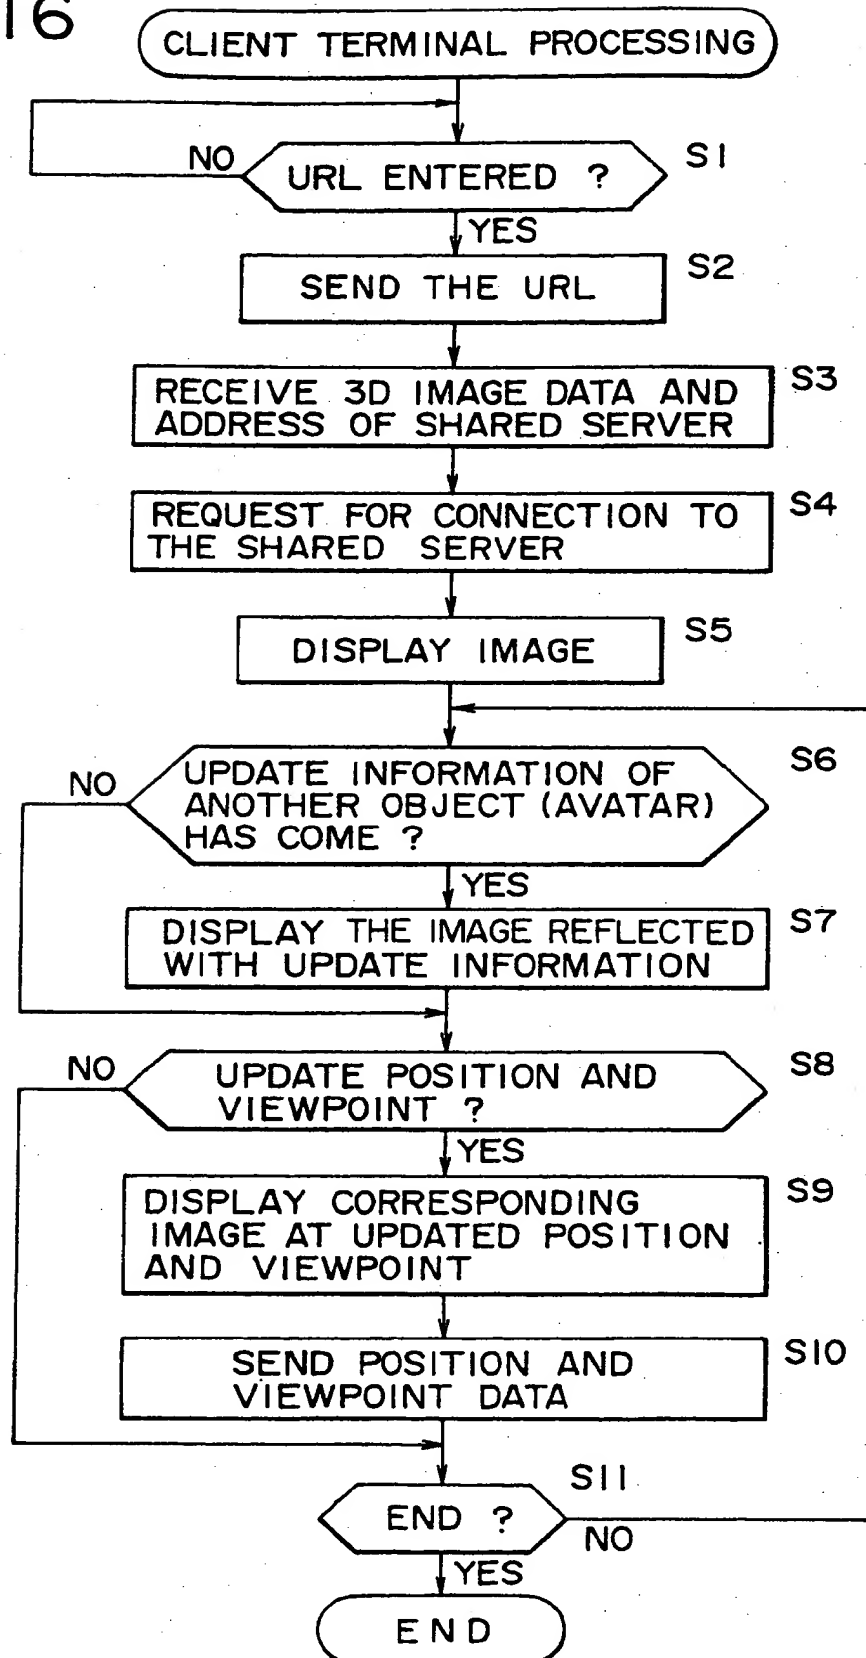 16
CLIENT TERMINAL PROCESSING
NO
URL ENTERED ?
S1
YES
S2
SEND THE URL
S3
RECEIVE 3D IMAGE DATA AND
ADDRESS OF SHARED SERVER
S4
REQUEST FOR CONNECTION TO
THE SHARED SERVER
S5
DISPLAY IMAGE
S6
NO
UPDATE INFORMATION OF
ANOTHER OBJECT (AVATAR)
HAS COME ?
YES
S7
DISPLAY THE IMAGE REFLECTED
WITH UPDATE INFORMATION
S8
NO
UPDATE POSITION AND
VIEWPOINT ?
YES
S9
DISPLAY CORRESPONDING
IMAGE AT UPDATED POSITION
AND VIEWPOINT
S10
SEND POSITION AND
VIEWPOINT DATA
S11
END ?
NO
YES
END